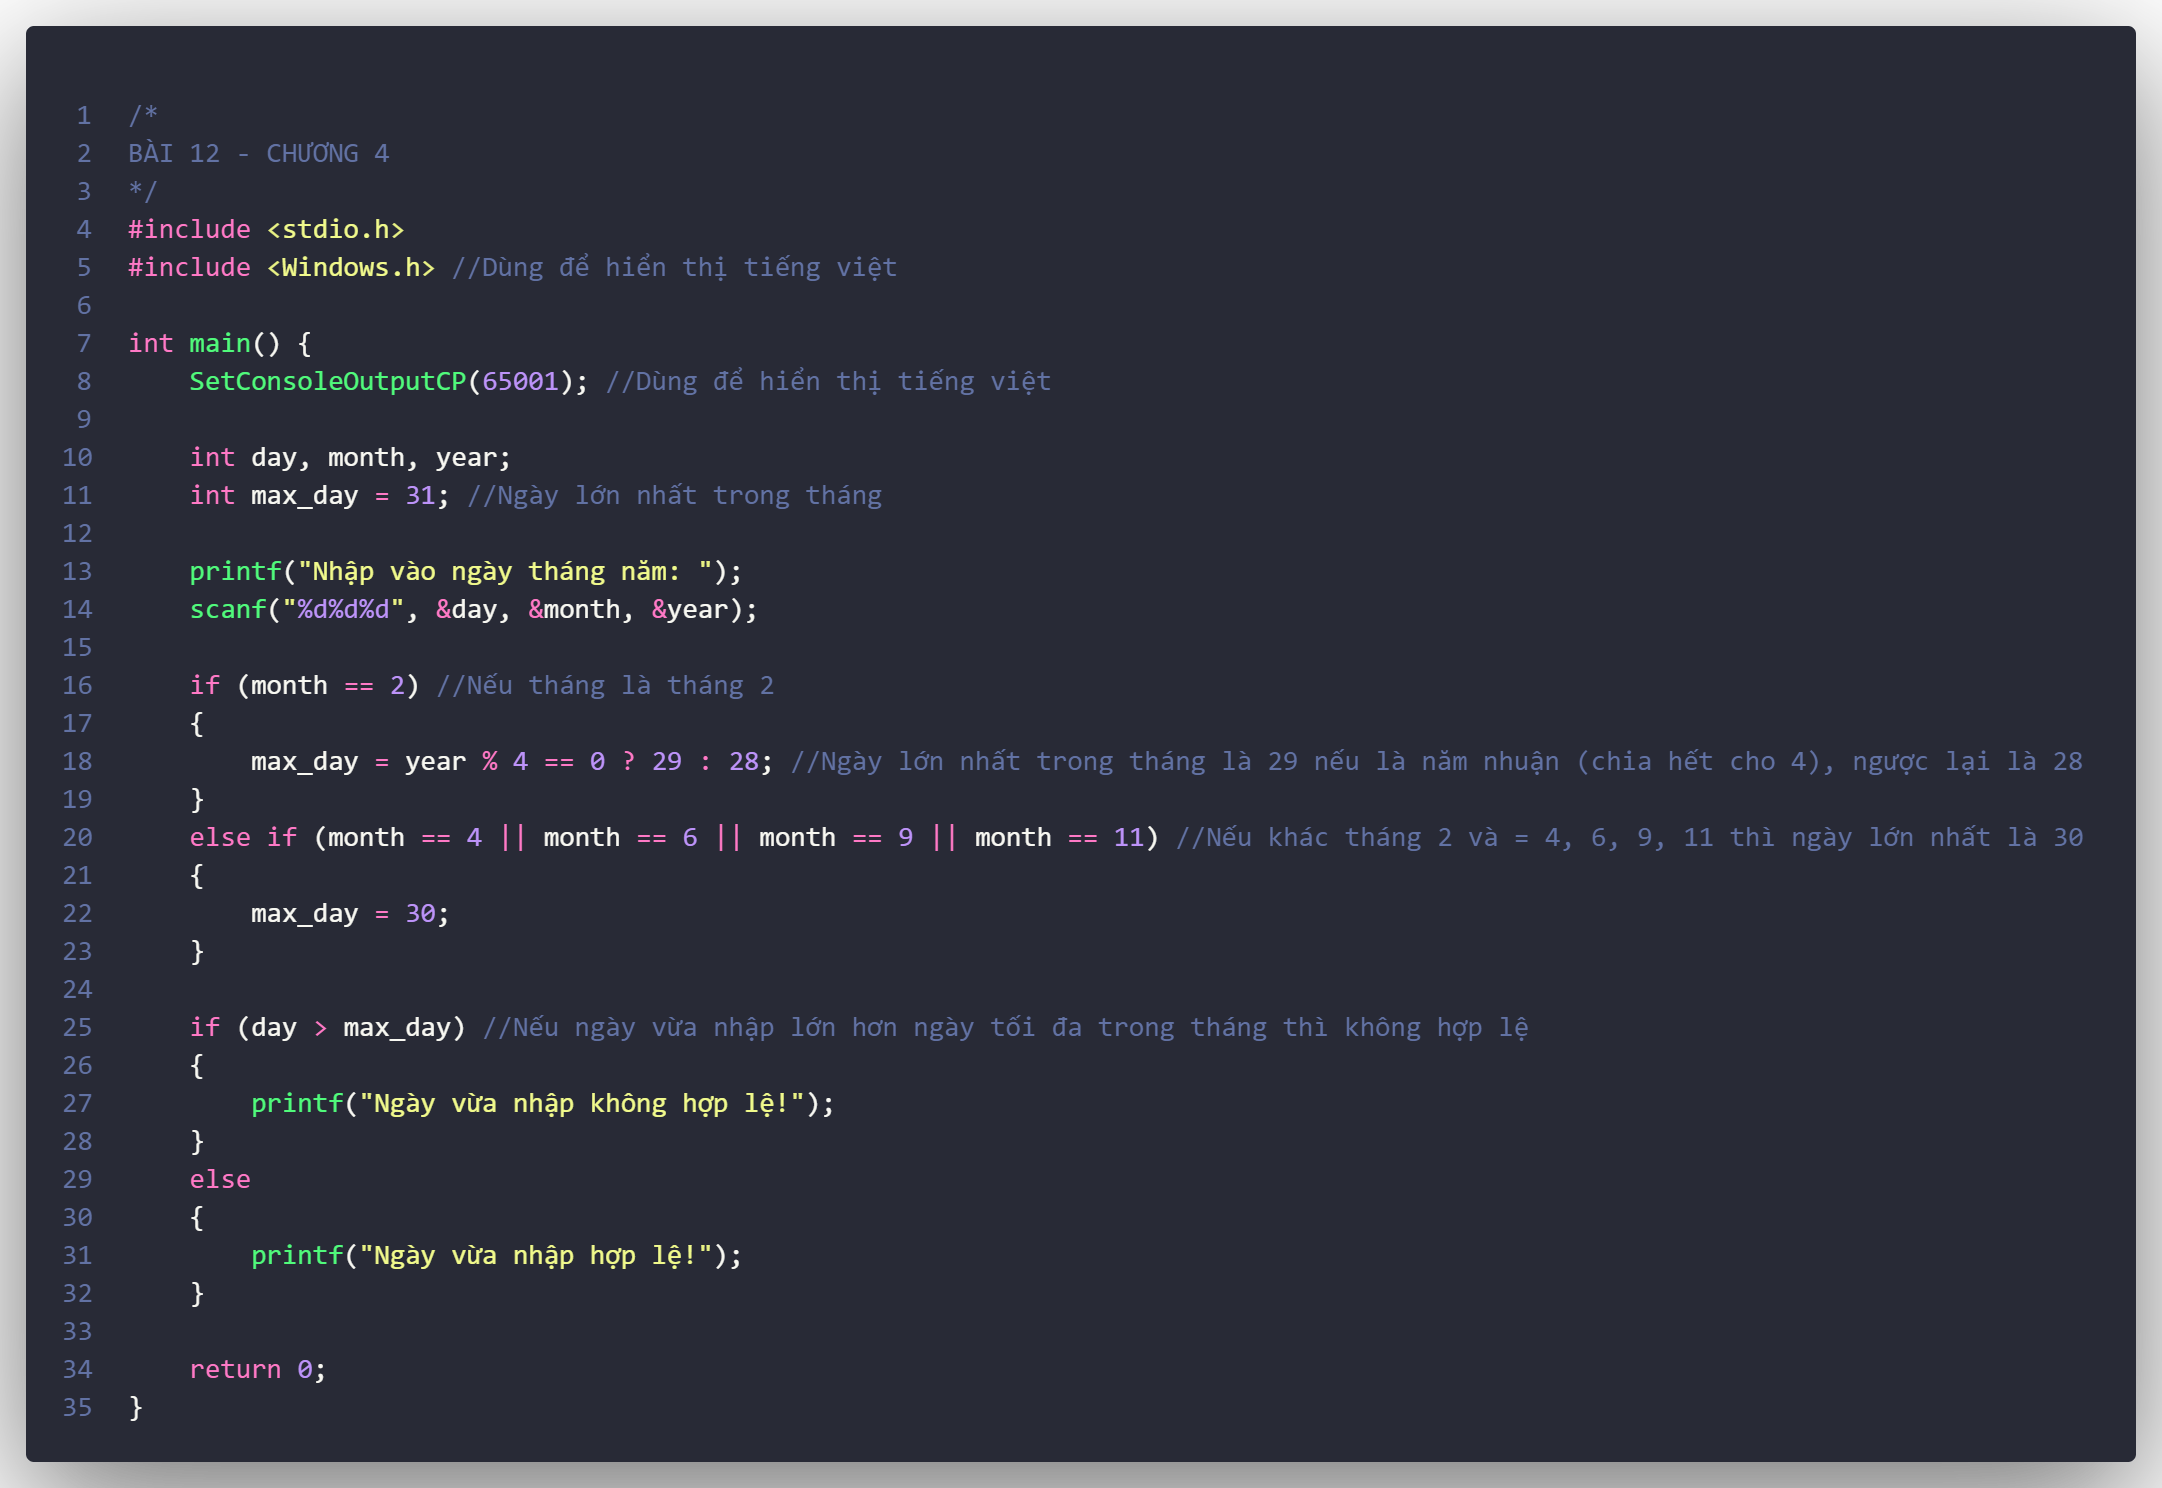 1 /*
2 BÀI 12 - CHƯƠNG 4
3 */
4 #include <stdio.h>
5 #include <Windows.h> //Dùng để hiển thị tiếng việt
6
7 int main() {
8     SetConsoleOutputCP(65001); //Dùng để hiển thị tiếng việt
9
10     int day, month, year;
11     int max_day = 31; //Ngày lớn nhất trong tháng
12
13     printf("Nhập vào ngày tháng năm: ");
14     scanf("%d%d%d", &day, &month, &year);
15
16     if (month == 2) //Nếu tháng là tháng 2
17     {
18         max_day = year % 4 == 0 ? 29 : 28; //Ngày lớn nhất trong tháng là 29 nếu là năm nhuận (chia hết cho 4), ngược lại là 28
19     }
20     else if (month == 4 || month == 6 || month == 9 || month == 11) //Nếu khác tháng 2 và = 4, 6, 9, 11 thì ngày lớn nhất là 30
21     {
22         max_day = 30;
23     }
24
25     if (day > max_day) //Nếu ngày vừa nhập lớn hơn ngày tối đa trong tháng thì không hợp lệ
26     {
27         printf("Ngày vừa nhập không hợp lệ!");
28     }
29     else
30     {
31         printf("Ngày vừa nhập hợp lệ!");
32     }
33
34     return 0;
35 }